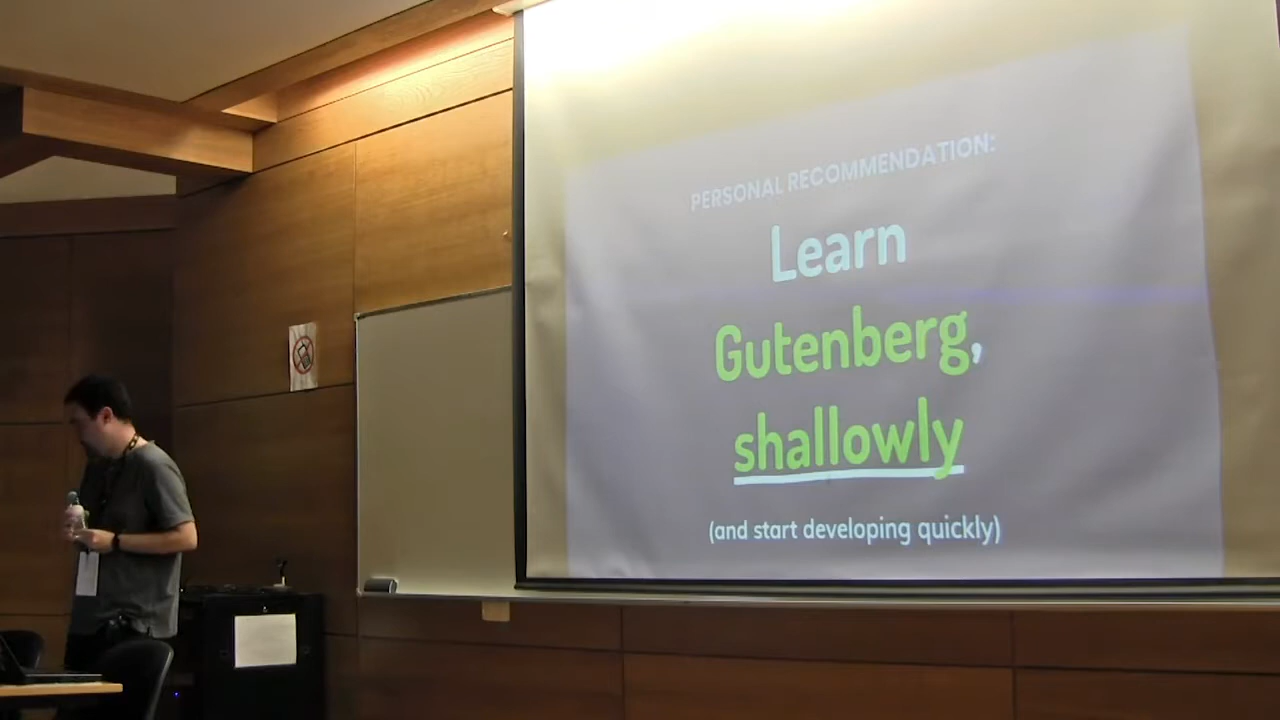 PERSONAL RECOMMENDATION:
Learn
Gutenberg,
shallowly
(and start developing quickly)